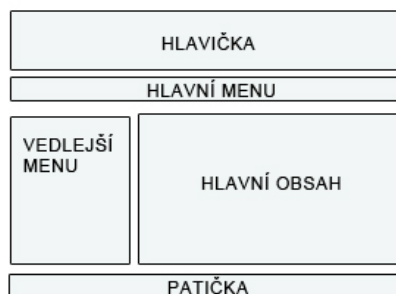 HLAVIČKA
HLAVNÍ MENU
VEDLEJŠÍ
MENU
HLAVNÍ OBSAH
PATIČKA